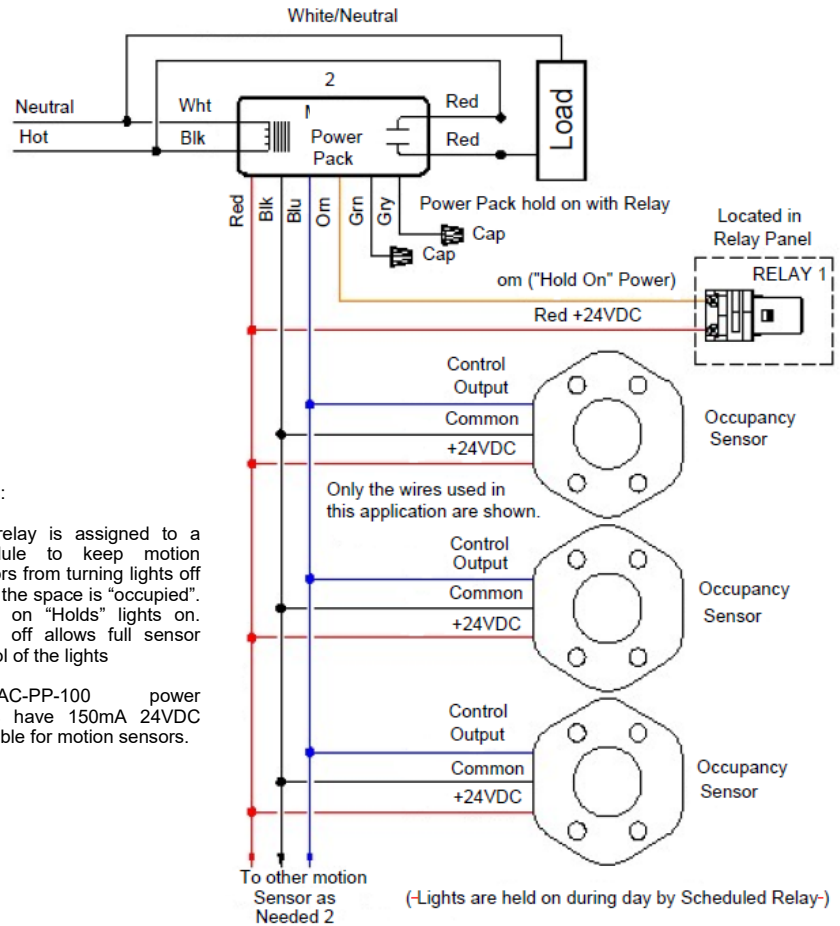 White/Neutral
2
Neutral
Wht
Red
Hot
Blk
Power
Pack
Red
Load
Red
Blk
Blu
Orn
Grn
Gry
Power Pack hold on with Relay
Cap
Cap
Located in
Relay Panel
om ("Hold On" Power)
RELAY 1
Red +24VDC
Control
Output
Common
+24VDC
Occupancy
Sensor
Only the wires used in
this application are shown.
:
relay is assigned to a
dule to keep motion
ors from turning lights off
the space is “occupied”.
on “Holds” lights on.
off allows full sensor
ol of the lights
AC-PP-100 power
have 150mA 24VDC
ble for motion sensors.
Control
Output
Common
+24VDC
Occupancy
Sensor
Control
Output
Common
+24VDC
Occupancy
Sensor
To other motion
Sensor as
Needed 2
(-Lights are held on during day by Scheduled Relay-)